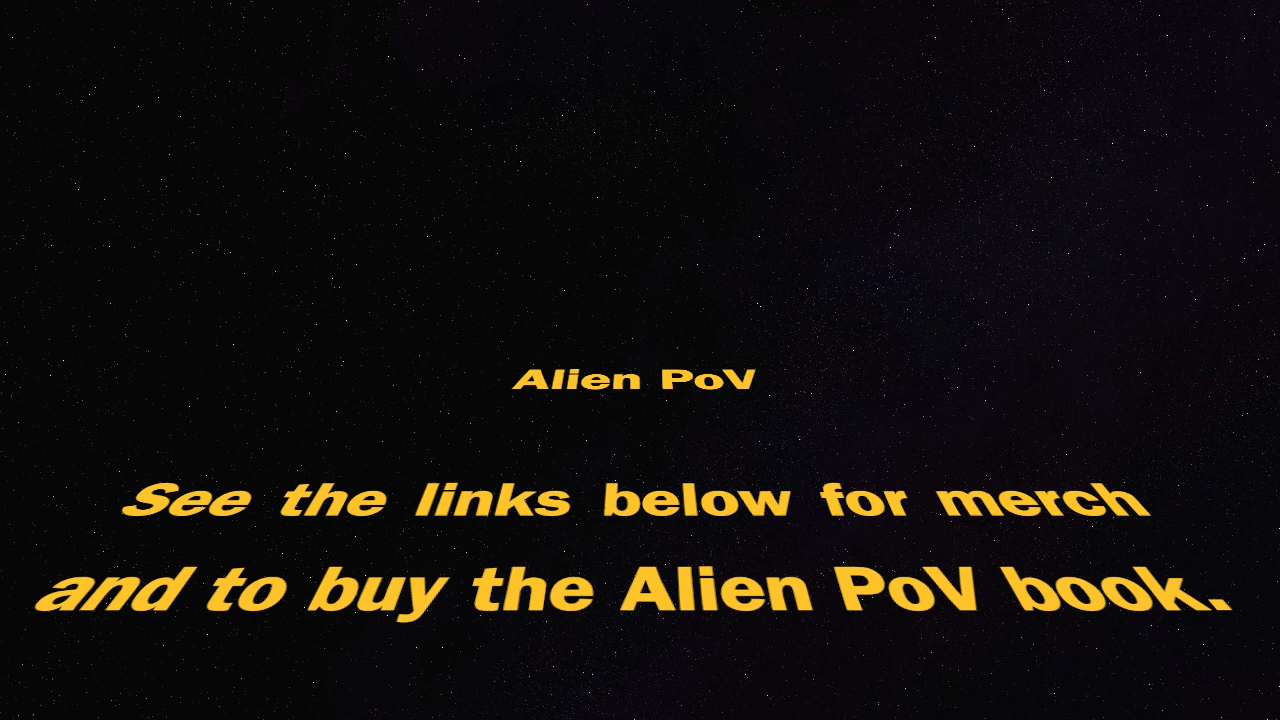 Alien PoV
See the links below for merch
and to buy the Alien PoV book.